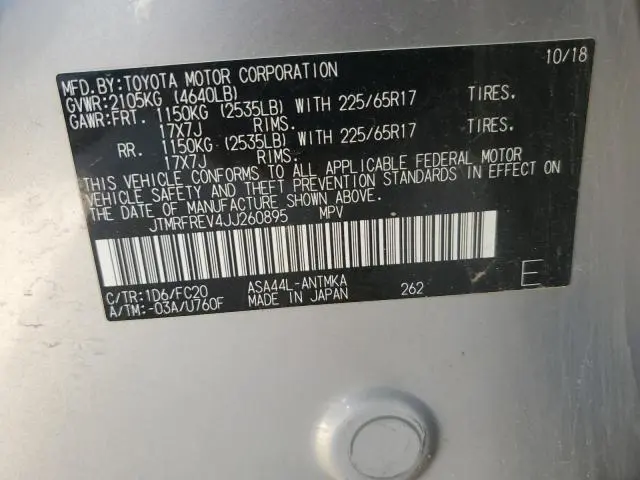 MFD.BY:TOYOTA MOTOR CORPORATION 10/18
GVWR:2105KG (4640LB)
GAWR:FRT. 1150KG (2535LB) WITH 225/65R17 TIRES.
17X7J RIMS.
RR. 1150KG (2535LB) WITH 225/65R17 TIRES.
17X7J RIMS.
THIS VEHICLE CONFORMS TO ALL APPLICABLE FEDERAL MOTOR
VEHICLE SAFETY AND THEFT PREVENTION STANDARDS IN EFFECT ON
THE DATE OF MANUFACTURE SHOWN ABOVE.
JTMRFREV4JJ260895 MPV
C/TR:1D6/FC20 ASA44L-ANTMKA E
A/TM:-03A/U760F MADE IN JAPAN 262